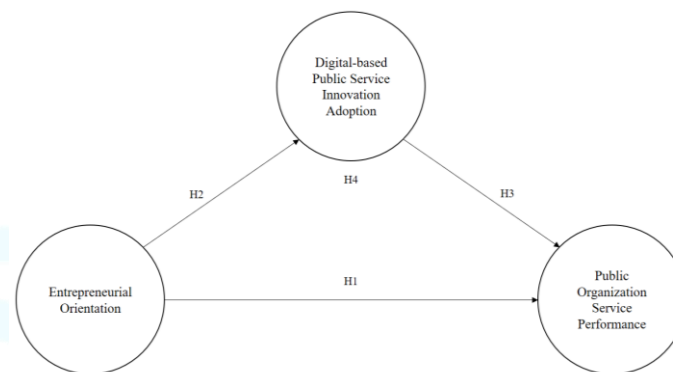 Digital-based
Public Service
Innovation
Adoption
H2
H4
H3
Entrepreneurial
Orientation
H1
Public
Organization
Service
Performance